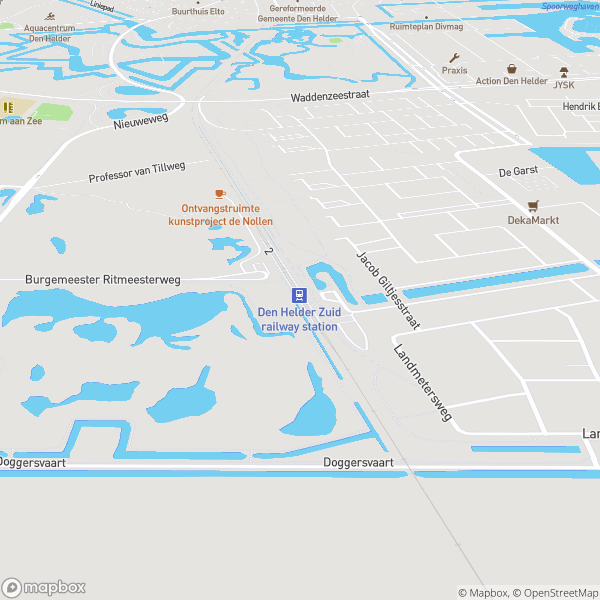 Liniepad
Buurthuis Elto
Gereformeerde
Gemeente Den Helder
Spoorweghaven
Aquacentrum
Den Helder
Ruimteplan Divmag
Praxis
Action Den Helder
JYSK
Waddenzeestraat
Hendrik B
m aan Zee
Nieuweweg
Professor van Tillweg
De Garst
Ontvangstruimte
kunstproject de Nollen
DekaMarkt
2
Jacob Giltjesstraat
Burgemeester Ritmeesterweg
Den Helder Zuid
railway station
Landmetersweg
Lan
Doggersvaart
Doggersvaart
mapbox
© Mapbox, © OpenStreetMap